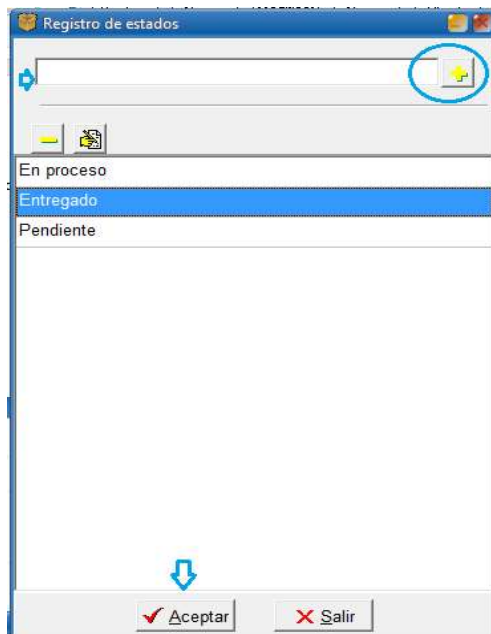 Registro de estados
En proceso
Entregado
Pendiente
Aceptar
Salir